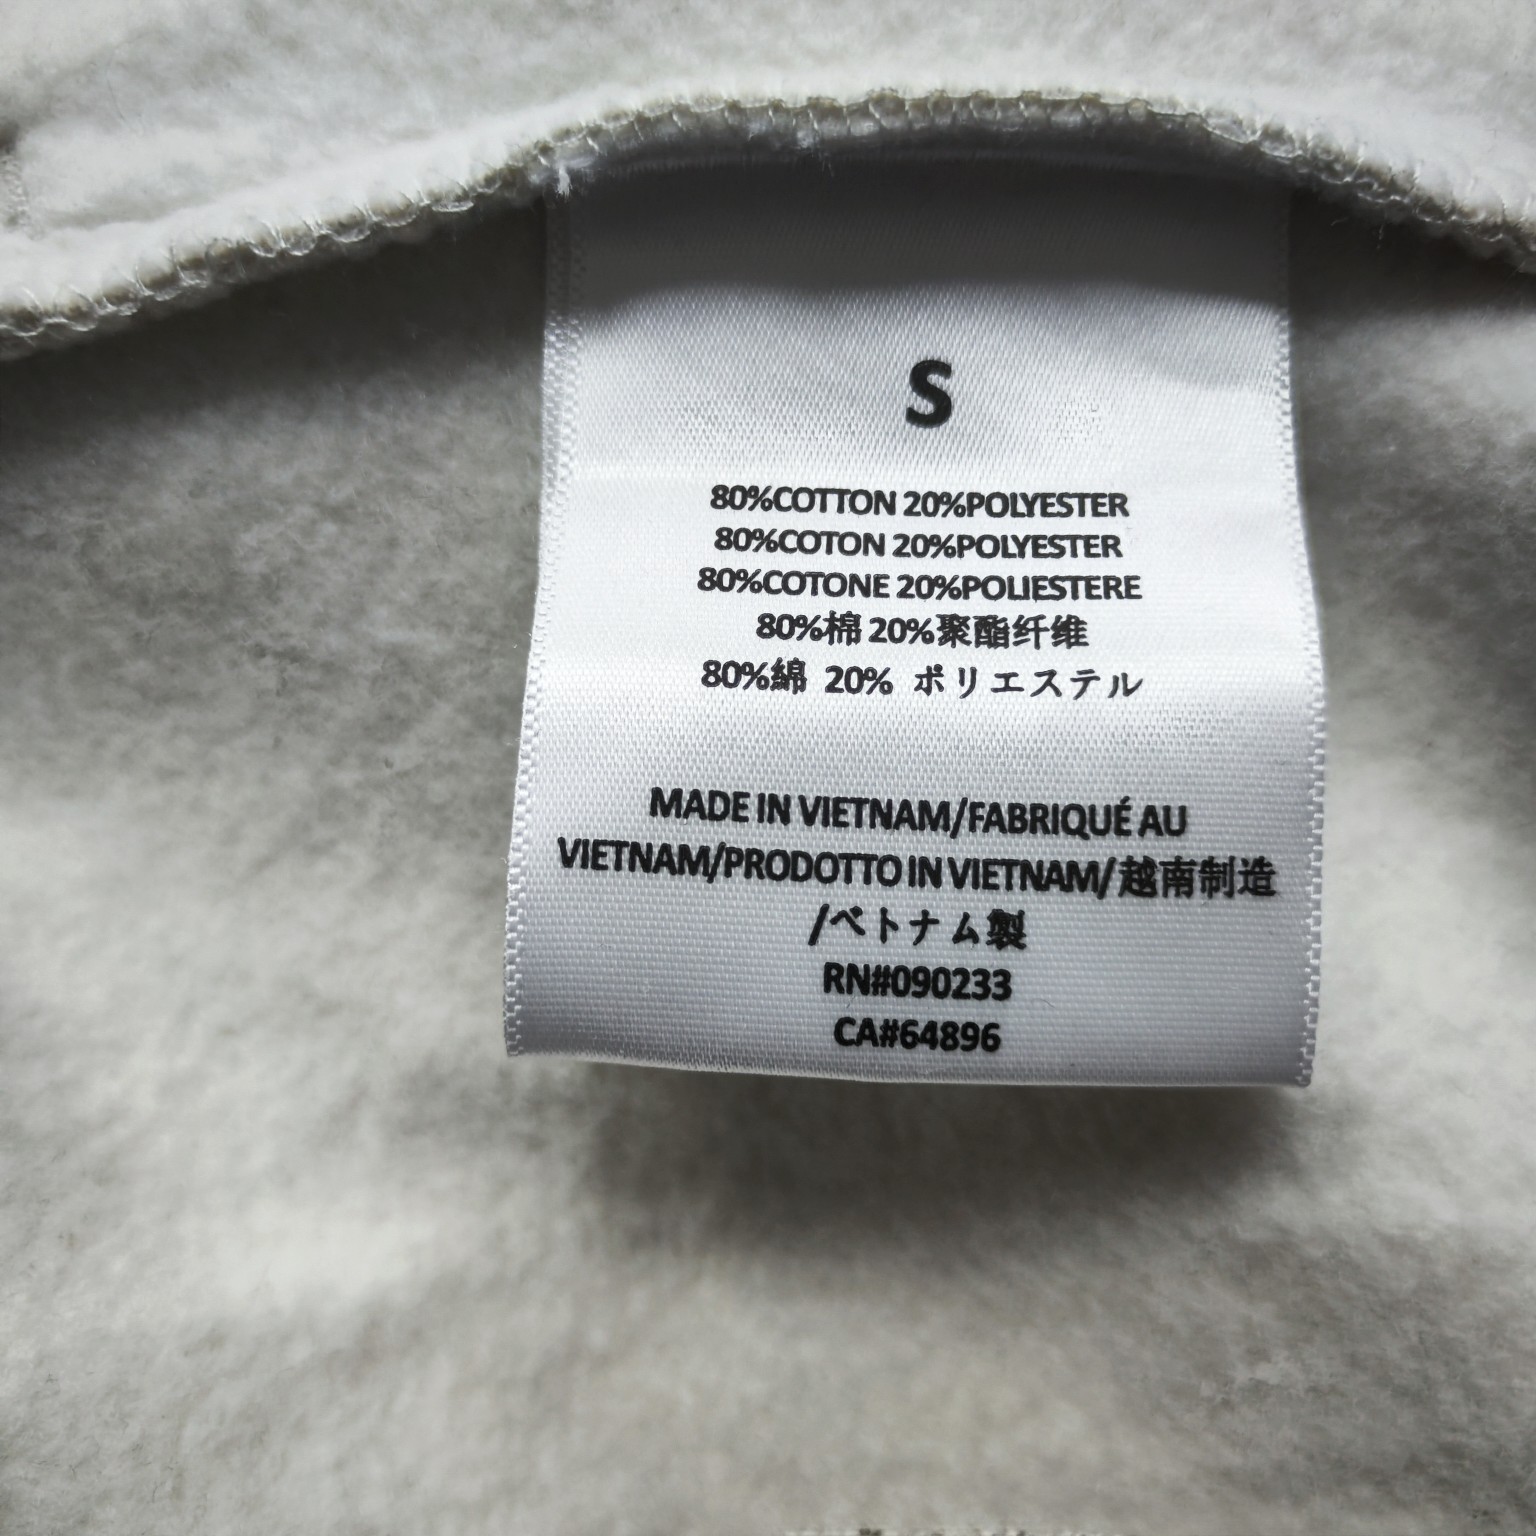 S
80%COTTON 20%POLYESTER
80%COTON 20%POLYESTER
80%COTONE 20%POLIESTERE
80%棉 20%聚酯纤维
80%綿 20% ポリエステル
MADE IN VIETNAM/FABRIQUÉ AU
VIETNAM/PRODOTTO IN VIETNAM/越南制造
/ベトナム製
RN#090233
CA#64896